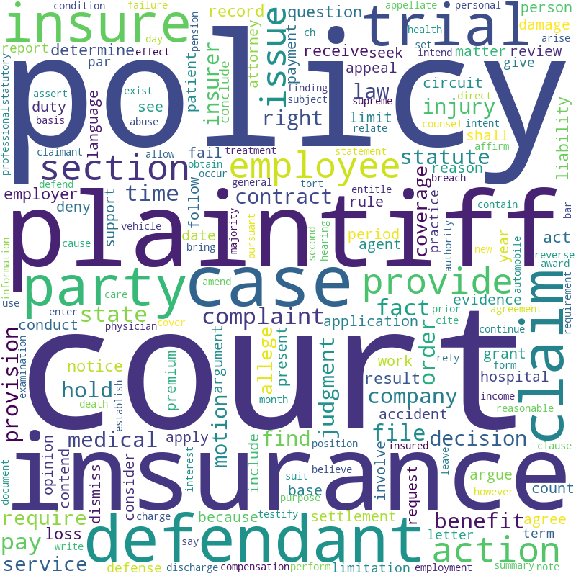 condition failure
insure trial record question person
day appellate personal
report effect determine payment ch health set intend damage arise
par receive seek matter review
insurer conclude attorney issue
policy
professional statutory assert exist see patient pension appeal circuit give
duty language law
basis abuse right finding subject supreme limit relate direct counsel intent affirm injury shall liability
claimant allow treatment statement
section fail obtain occur employee statute reason
defend general tort entitle breach contain
employer time follow contract rule coverage practice year act
deny support vehicle majority period agent authority new automobile bar reverse
information cause date bring pursuant second hearing evidence award requirement
plaintiff
use care amend
party case provide claim
enter state fact prior agreement
physician cover complaint application cite continue
examination conduct allege present order rely grant form
provision notice premium argument judgment work income reasonable
death establish month result hospital
hold motion company
court
medical apply find accident clause
document opinion contend dismiss consider interest include position insured file decision
believe involve request leave argue however count
insurance
suit base purpose
require charge because testify settlement benefit agree
pay loss write say letter term
defendant action
service defense discharge compensation perform limitation employment summary note